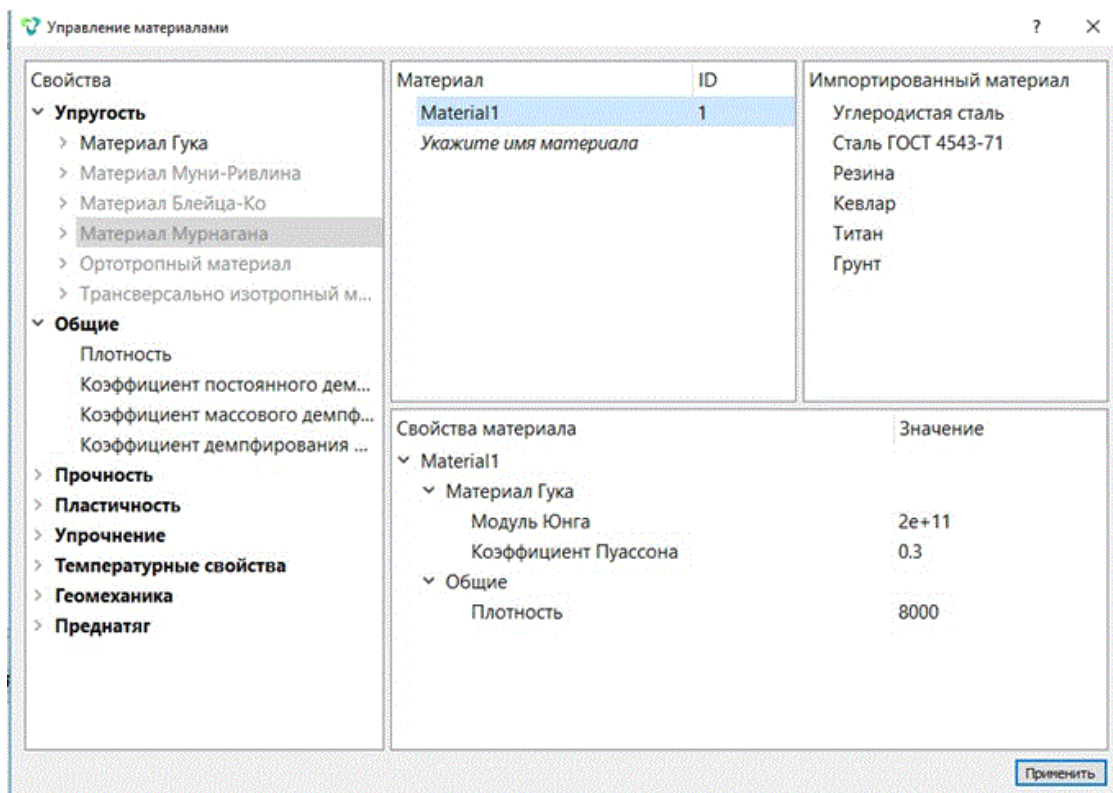 Управление материалами
?
Свойства
Упругость
Материал Гука
Материал Муни-Ривлина
Материал Блейца-Ко
Материал Мурнагана
Ортотропный материал
Трансверсально изотропный м...
Общие
Плотность
Коэффициент постоянного дем...
Коэффициент массового демпф...
Коэффициент демпфирования ...
Прочность
Пластичность
Упрочнение
Температурные свойства
Геомеханика
Преднатяг
Материал ID
Material1 1
Укажите имя материала
Импортированный материал
Углеродистая сталь
Сталь ГОСТ 4543-71
Резина
Кевлар
Титан
Грунт
Свойства материала Значение
Material1
Материал Гука
Модуль Юнга 2e+11
Коэффициент Пуассона 0.3
Общие
Плотность 8000
Применить